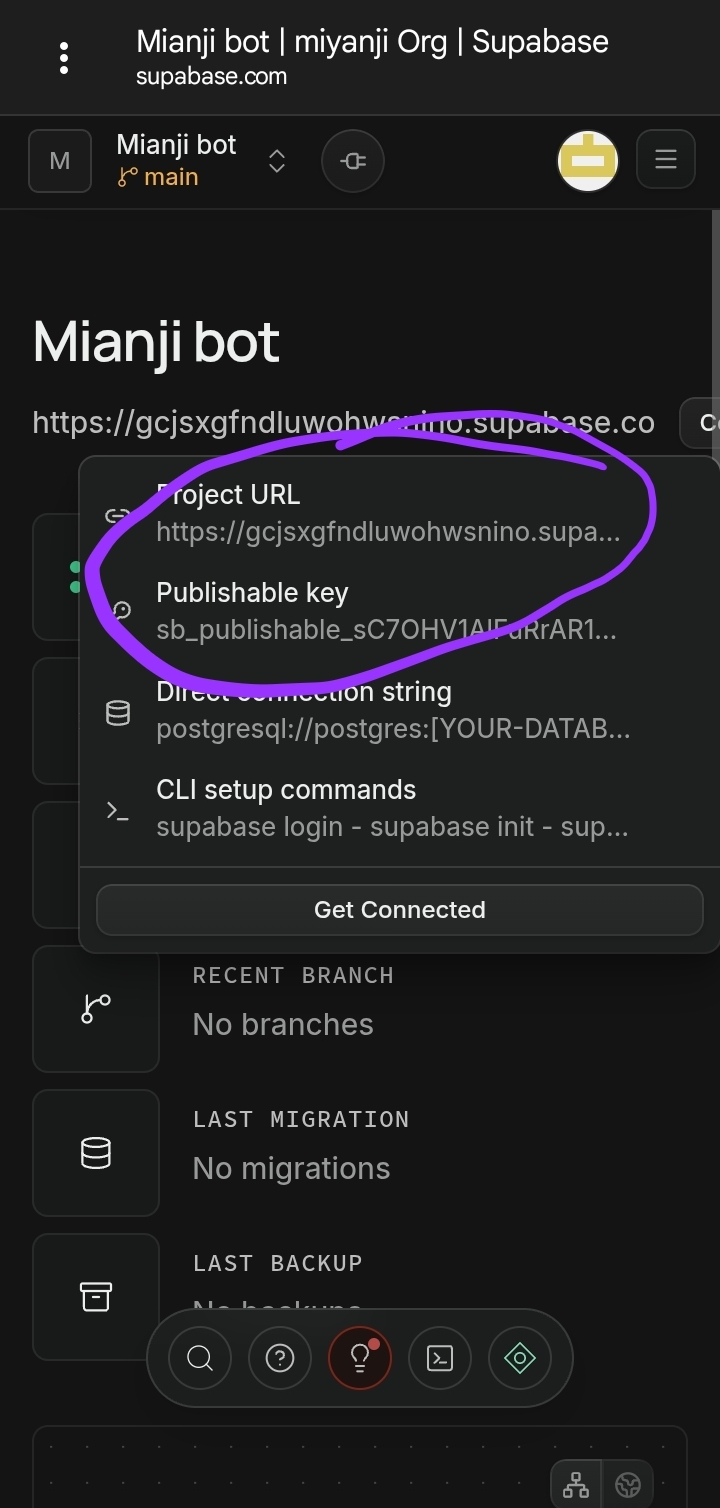 Mianji bot | miyanji Org | Supabase
supabase.com
M
Mianji bot
main
Mianji bot
https://gcjsxgfndluwohwsnino.supabase.co
Project URL
https://gcjsxgfndluwohwsnino.supa...
Publishable key
Direct connection string
postgresql://postgres:[YOUR-DATAB...
CLI setup commands
supabase login - supabase init - sup...
Get Connected
RECENT BRANCH
No branches
LAST MIGRATION
No migrations
LAST BACKUP
No backups